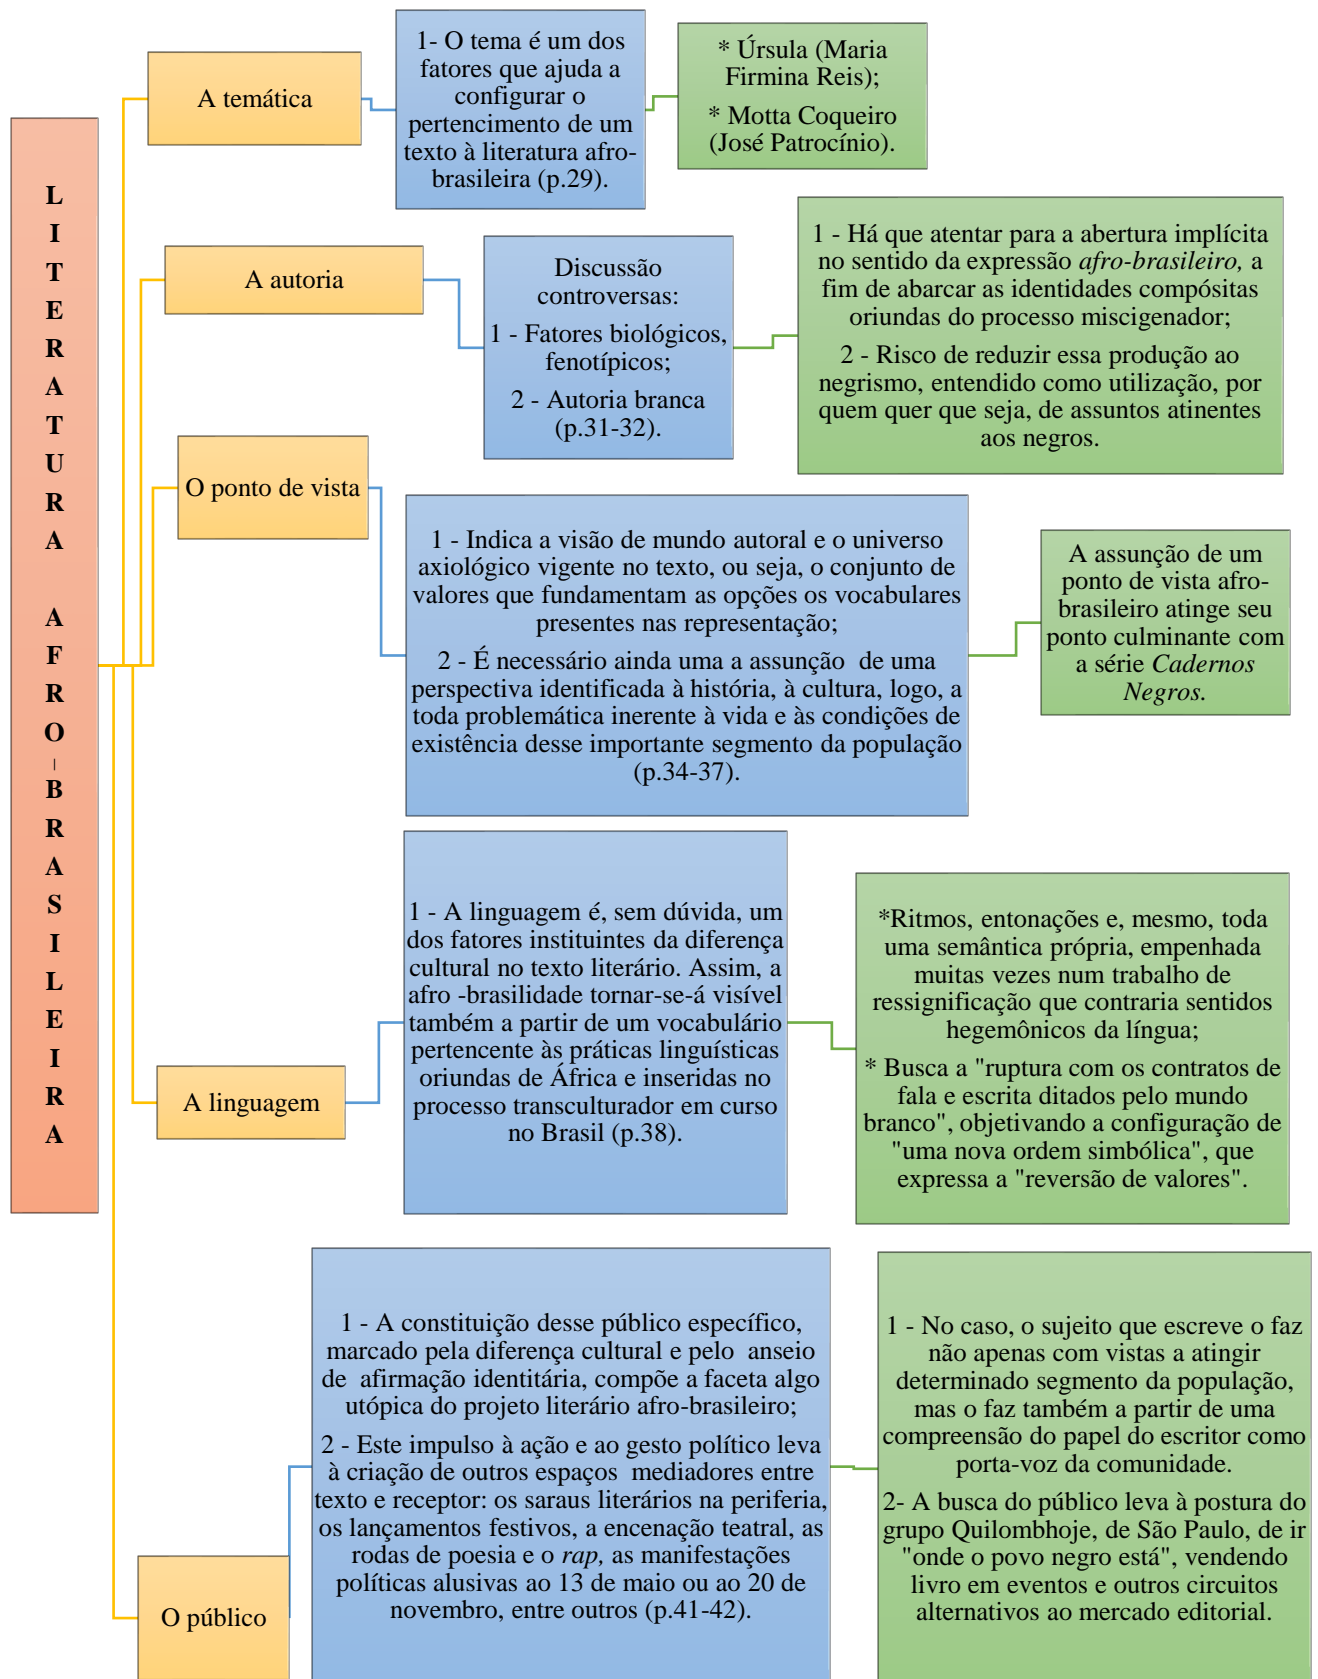 LITERATURA AFRO-BRASILEIRA
A temática
1- O tema é um dos
fatores que ajuda a
configurar o
pertencimento de um
texto à literatura afro-
brasileira (p.29).
* Úrsula (Maria
Firmina Reis);
* Motta Coqueiro
(José Patrocínio).
A autoria
Discussão
controversas:
1 - Fatores biológicos,
fenotípicos;
2 - Autoria branca
(p.31-32).
1 - Há que atentar para a abertura implícita
no sentido da expressão afro-brasileiro, a
fim de abarcar as identidades compósitas
oriundas do processo miscigenador;
2 - Risco de reduzir essa produção ao
negrismo, entendido como utilização, por
quem quer que seja, de assuntos atinentes
aos negros.
O ponto de vista
1 - Indica a visão de mundo autoral e o universo
axiológico vigente no texto, ou seja, o conjunto de
valores que fundamentam as opções os vocabulares
presentes nas representação;
2 - É necessário ainda uma a assunção de uma
perspectiva identificada à história, à cultura, logo, a
toda problemática inerente à vida e às condições de
existência desse importante segmento da população
(p.34-37).
A assunção de um
ponto de vista afro-
brasileiro atinge seu
ponto culminante com
a série Cadernos
Negros.
A linguagem
1 - A linguagem é, sem dúvida, um
dos fatores instituintes da diferença
cultural no texto literário. Assim, a
afro -brasilidade tornar-se-á visível
também a partir de um vocabulário
pertencente às práticas linguísticas
oriundas de África e inseridas no
processo transculturador em curso
no Brasil (p.38).
*Ritmos, entonações e, mesmo, toda
uma semântica própria, empenhada
muitas vezes num trabalho de
ressignificação que contraria sentidos
hegemônicos da língua;
* Busca a "ruptura com os contratos de
fala e escrita ditados pelo mundo
branco", objetivando a configuração de
"uma nova ordem simbólica", que
expressa a "reversão de valores".
O público
1 - A constituição desse público específico,
marcado pela diferença cultural e pelo anseio
de afirmação identitária, compõe a faceta algo
utópica do projeto literário afro-brasileiro;
2 - Este impulso à ação e ao gesto político leva
à criação de outros espaços mediadores entre
texto e receptor: os saraus literários na periferia,
os lançamentos festivos, a encenação teatral, as
rodas de poesia e o rap, as manifestações
políticas alusivas ao 13 de maio ou ao 20 de
novembro, entre outros (p.41-42).
1 - No caso, o sujeito que escreve o faz
não apenas com vistas a atingir
determinado segmento da população,
mas o faz também a partir de uma
compreensão do papel do escritor como
porta-voz da comunidade.
2- A busca do público leva à postura do
grupo Quilombhoje, de São Paulo, de ir
"onde o povo negro está", vendendo
livro em eventos e outros circuitos
alternativos ao mercado editorial.